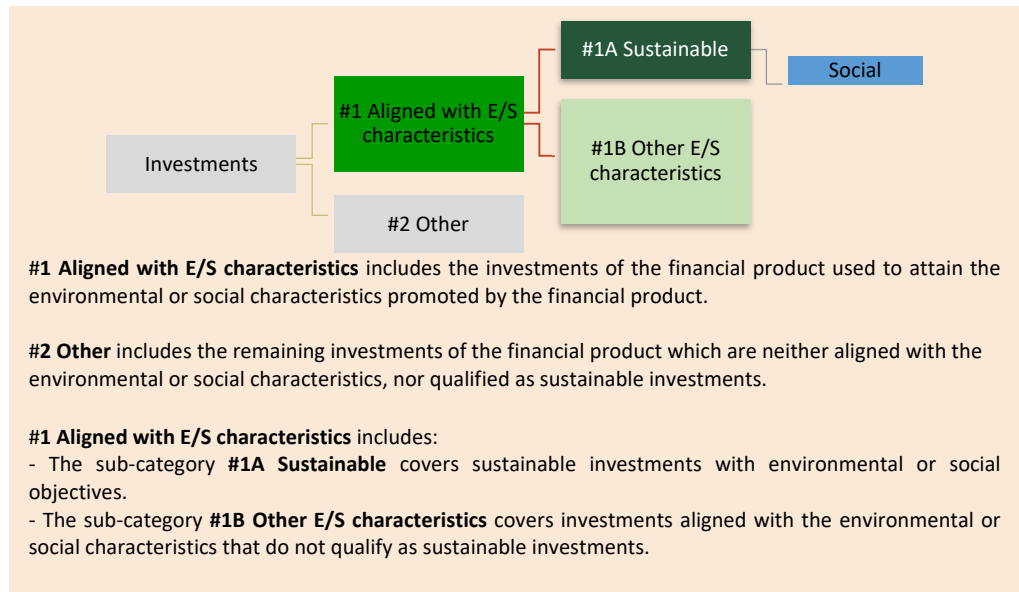 #1A Sustainable
Social
#1 Aligned with E/S
characteristics
#1B Other E/S
characteristics
Investments
#2 Other
#1 Aligned with E/S characteristics includes the investments of the financial product used to attain the
environmental or social characteristics promoted by the financial product.
#2 Other includes the remaining investments of the financial product which are neither aligned with the
environmental or social characteristics, nor qualified as sustainable investments.
#1 Aligned with E/S characteristics includes:
- The sub-category #1A Sustainable covers sustainable investments with environmental or social
objectives.
- The sub-category #1B Other E/S characteristics covers investments aligned with the environmental or
social characteristics that do not qualify as sustainable investments.